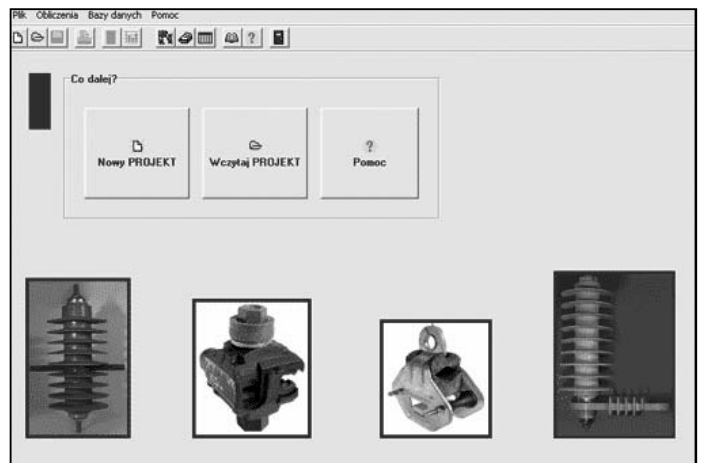 Plik Obliczenia Bazy danych Pomoc
Co dalej?
Nowy PROJEKT
Wczytaj PROJEKT
? Pomoc